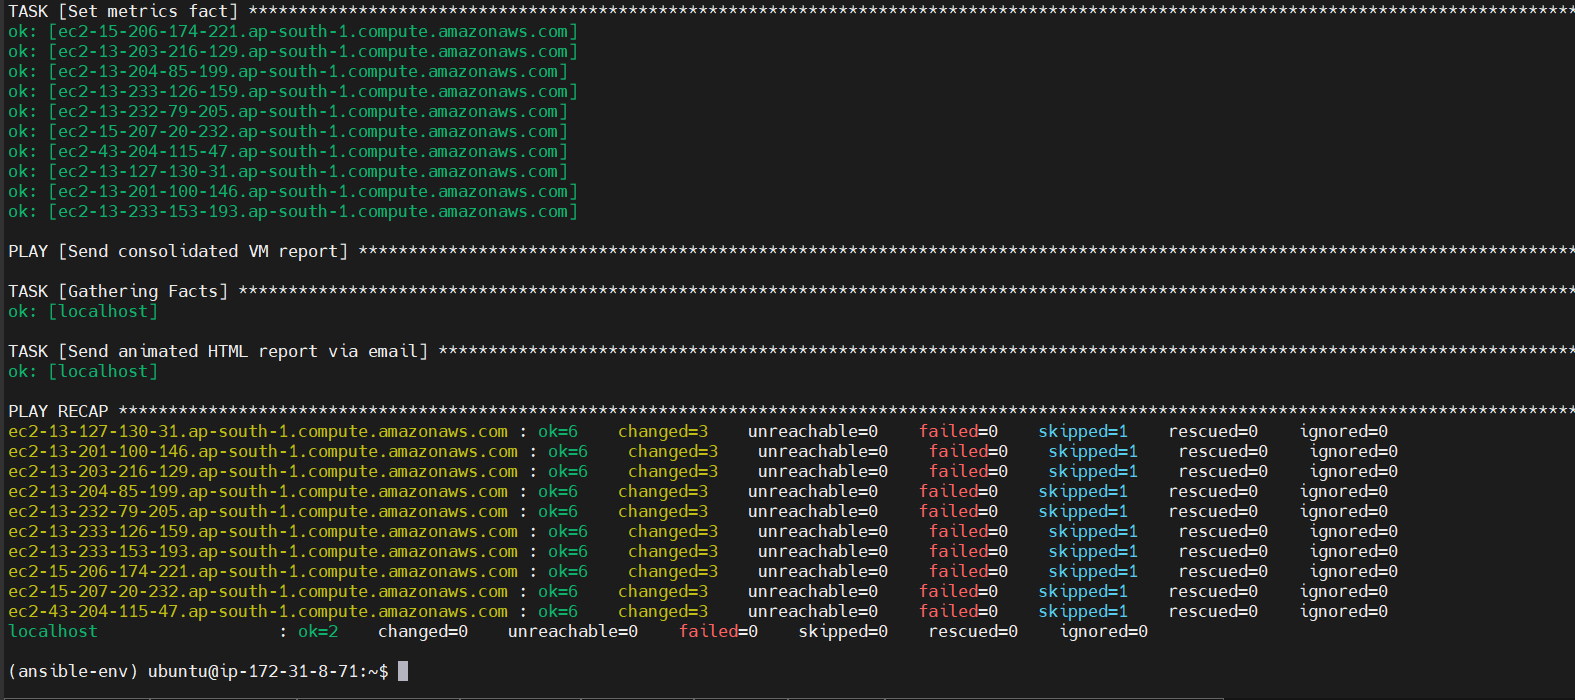 TASK [Set metrics fact] *************************************************************************************************************************************
ok: [ec2-15-206-174-221.ap-south-1.compute.amazonaws.com]
ok: [ec2-13-203-216-129.ap-south-1.compute.amazonaws.com]
ok: [ec2-13-204-85-199.ap-south-1.compute.amazonaws.com]
ok: [ec2-13-233-126-159.ap-south-1.compute.amazonaws.com]
ok: [ec2-13-232-79-205.ap-south-1.compute.amazonaws.com]
ok: [ec2-15-207-20-232.ap-south-1.compute.amazonaws.com]
ok: [ec2-43-204-115-47.ap-south-1.compute.amazonaws.com]
ok: [ec2-13-127-130-31.ap-south-1.compute.amazonaws.com]
ok: [ec2-13-201-100-146.ap-south-1.compute.amazonaws.com]
ok: [ec2-13-233-153-193.ap-south-1.compute.amazonaws.com]
PLAY [Send consolidated VM report] **************************************************************************************************************************
TASK [Gathering Facts] **************************************************************************************************************************************
ok: [localhost]
TASK [Send animated HTML report via email] ******************************************************************************************************************
ok: [localhost]
PLAY RECAP **************************************************************************************************************************************************
ec2-13-127-130-31.ap-south-1.compute.amazonaws.com : ok=6    changed=3    unreachable=0    failed=0    skipped=1    rescued=0    ignored=0
ec2-13-201-100-146.ap-south-1.compute.amazonaws.com : ok=6    changed=3    unreachable=0    failed=0    skipped=1    rescued=0    ignored=0
ec2-13-203-216-129.ap-south-1.compute.amazonaws.com : ok=6    changed=3    unreachable=0    failed=0    skipped=1    rescued=0    ignored=0
ec2-13-204-85-199.ap-south-1.compute.amazonaws.com : ok=6    changed=3    unreachable=0    failed=0    skipped=1    rescued=0    ignored=0
ec2-13-232-79-205.ap-south-1.compute.amazonaws.com : ok=6    changed=3    unreachable=0    failed=0    skipped=1    rescued=0    ignored=0
ec2-13-233-126-159.ap-south-1.compute.amazonaws.com : ok=6    changed=3    unreachable=0    failed=0    skipped=1    rescued=0    ignored=0
ec2-13-233-153-193.ap-south-1.compute.amazonaws.com : ok=6    changed=3    unreachable=0    failed=0    skipped=1    rescued=0    ignored=0
ec2-15-206-174-221.ap-south-1.compute.amazonaws.com : ok=6    changed=3    unreachable=0    failed=0    skipped=1    rescued=0    ignored=0
ec2-15-207-20-232.ap-south-1.compute.amazonaws.com : ok=6    changed=3    unreachable=0    failed=0    skipped=1    rescued=0    ignored=0
ec2-43-204-115-47.ap-south-1.compute.amazonaws.com : ok=6    changed=3    unreachable=0    failed=0    skipped=1    rescued=0    ignored=0
localhost                  : ok=2    changed=0    unreachable=0    failed=0    skipped=0    rescued=0    ignored=0
(ansible-env) ubuntu@ip-172-31-8-71:~$